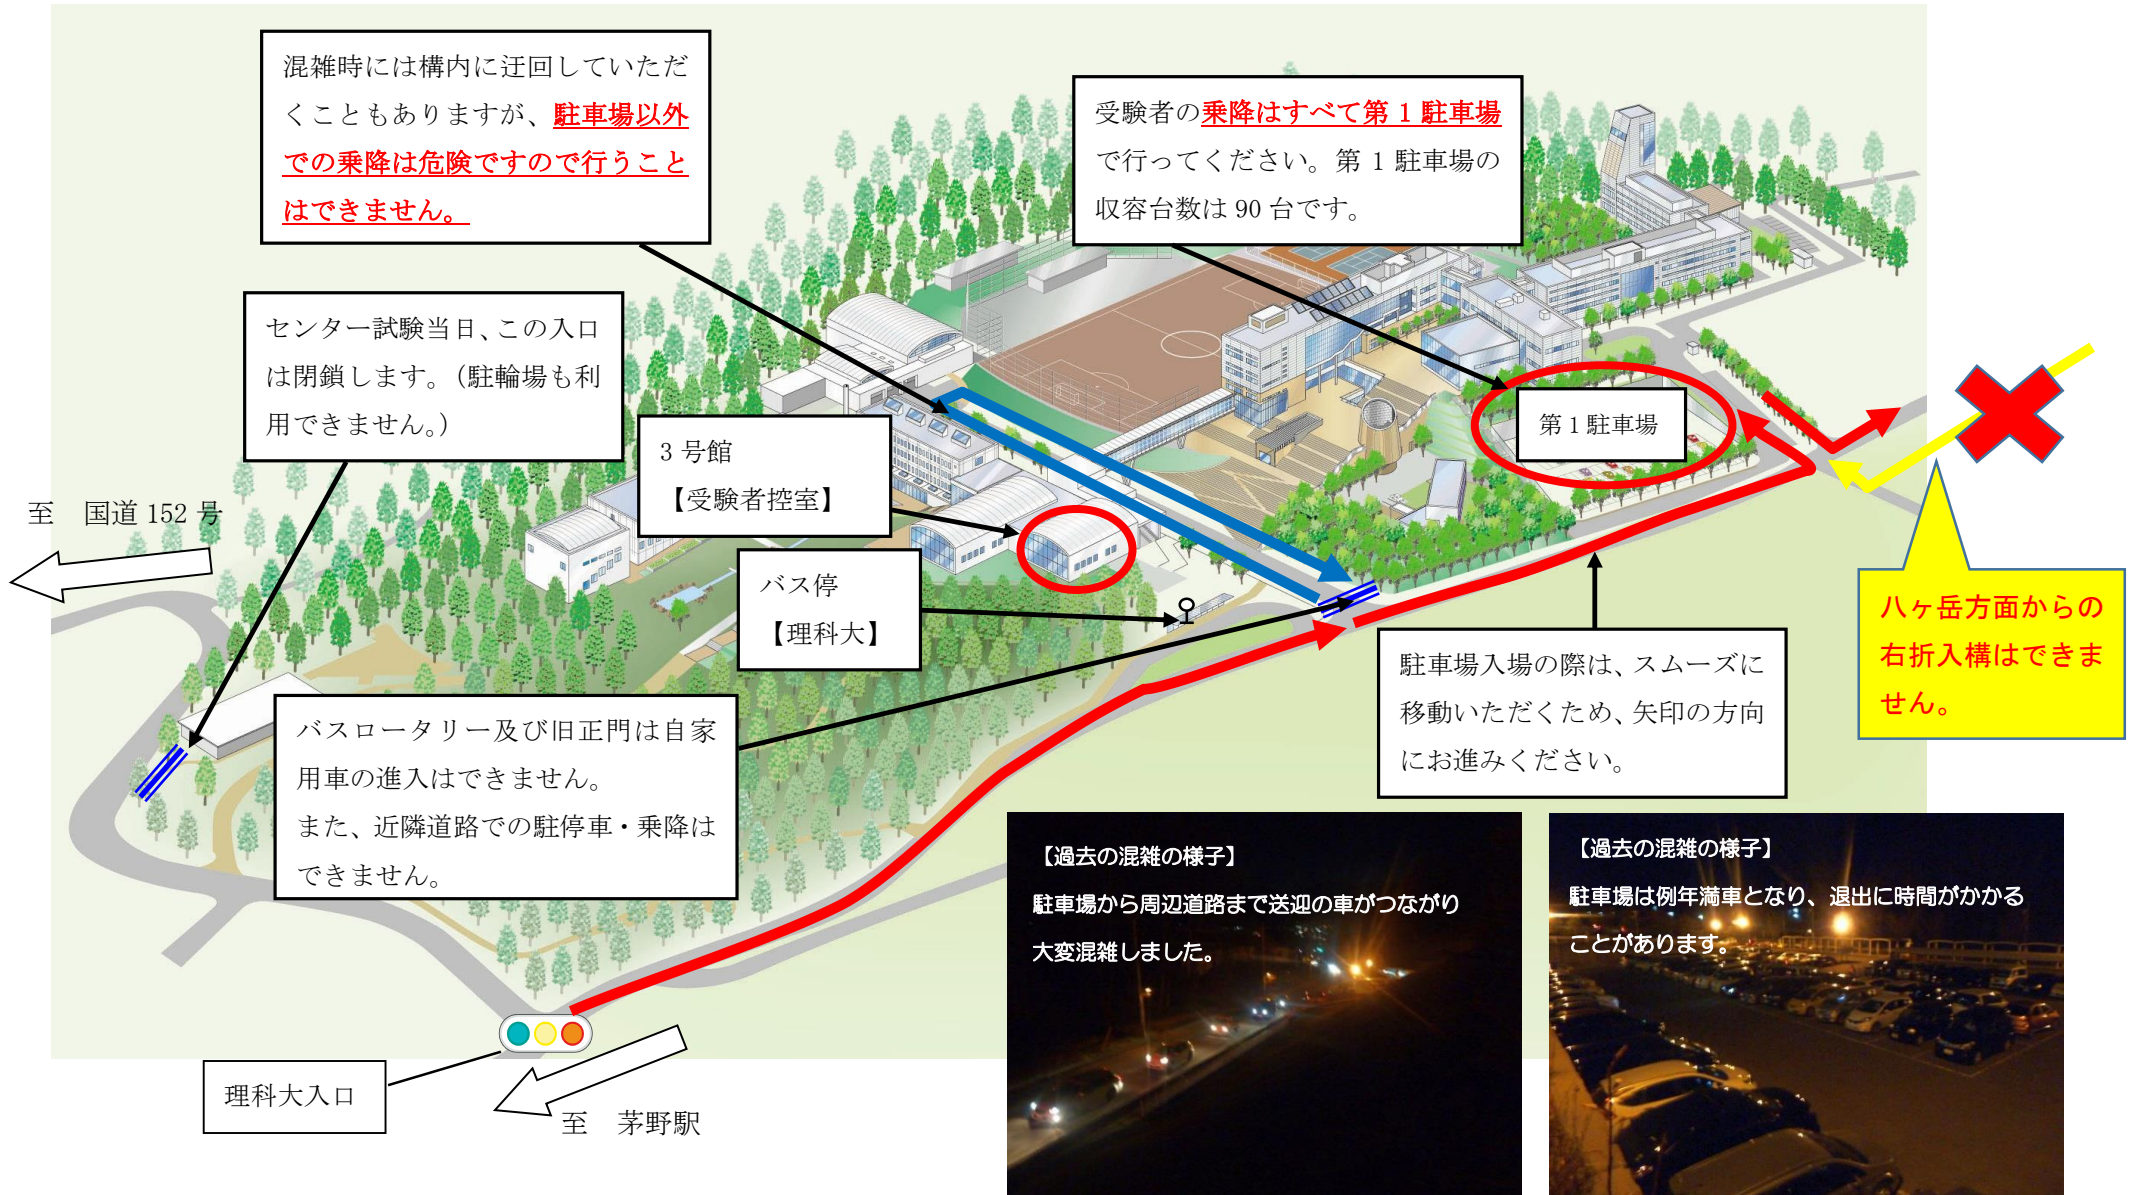 混雑時には構内に迂回していただ
くこともありますが、駐車場以外
での乗降は危険ですので行うこと
はできません。
受験者の乗降はすべて第1駐車場
で行ってください。第1駐車場の
収容台数は90台です。
センター試験当日、この入口
は閉鎖します。(駐輪場も利
用できません。)
3号館
【受験者控室】
第1駐車場
至 国道152号
バス停
【理科大】
八ヶ岳方面からの
右折入構はできま
せん。
駐車場入場の際は、スムーズに
移動いただくため、矢印の方向
にお進みください。
バスロータリー及び旧正門は自家
用車の進入はできません。
また、近隣道路での駐停車・乗降は
できません。
【過去の混雑の様子】
駐車場から周辺道路まで送迎の車がつながり
大変混雑しました。
【過去の混雑の様子】
駐車場は例年満車となり、退出に時間がかかる
ことがあります。
理科大入口
至 茅野駅